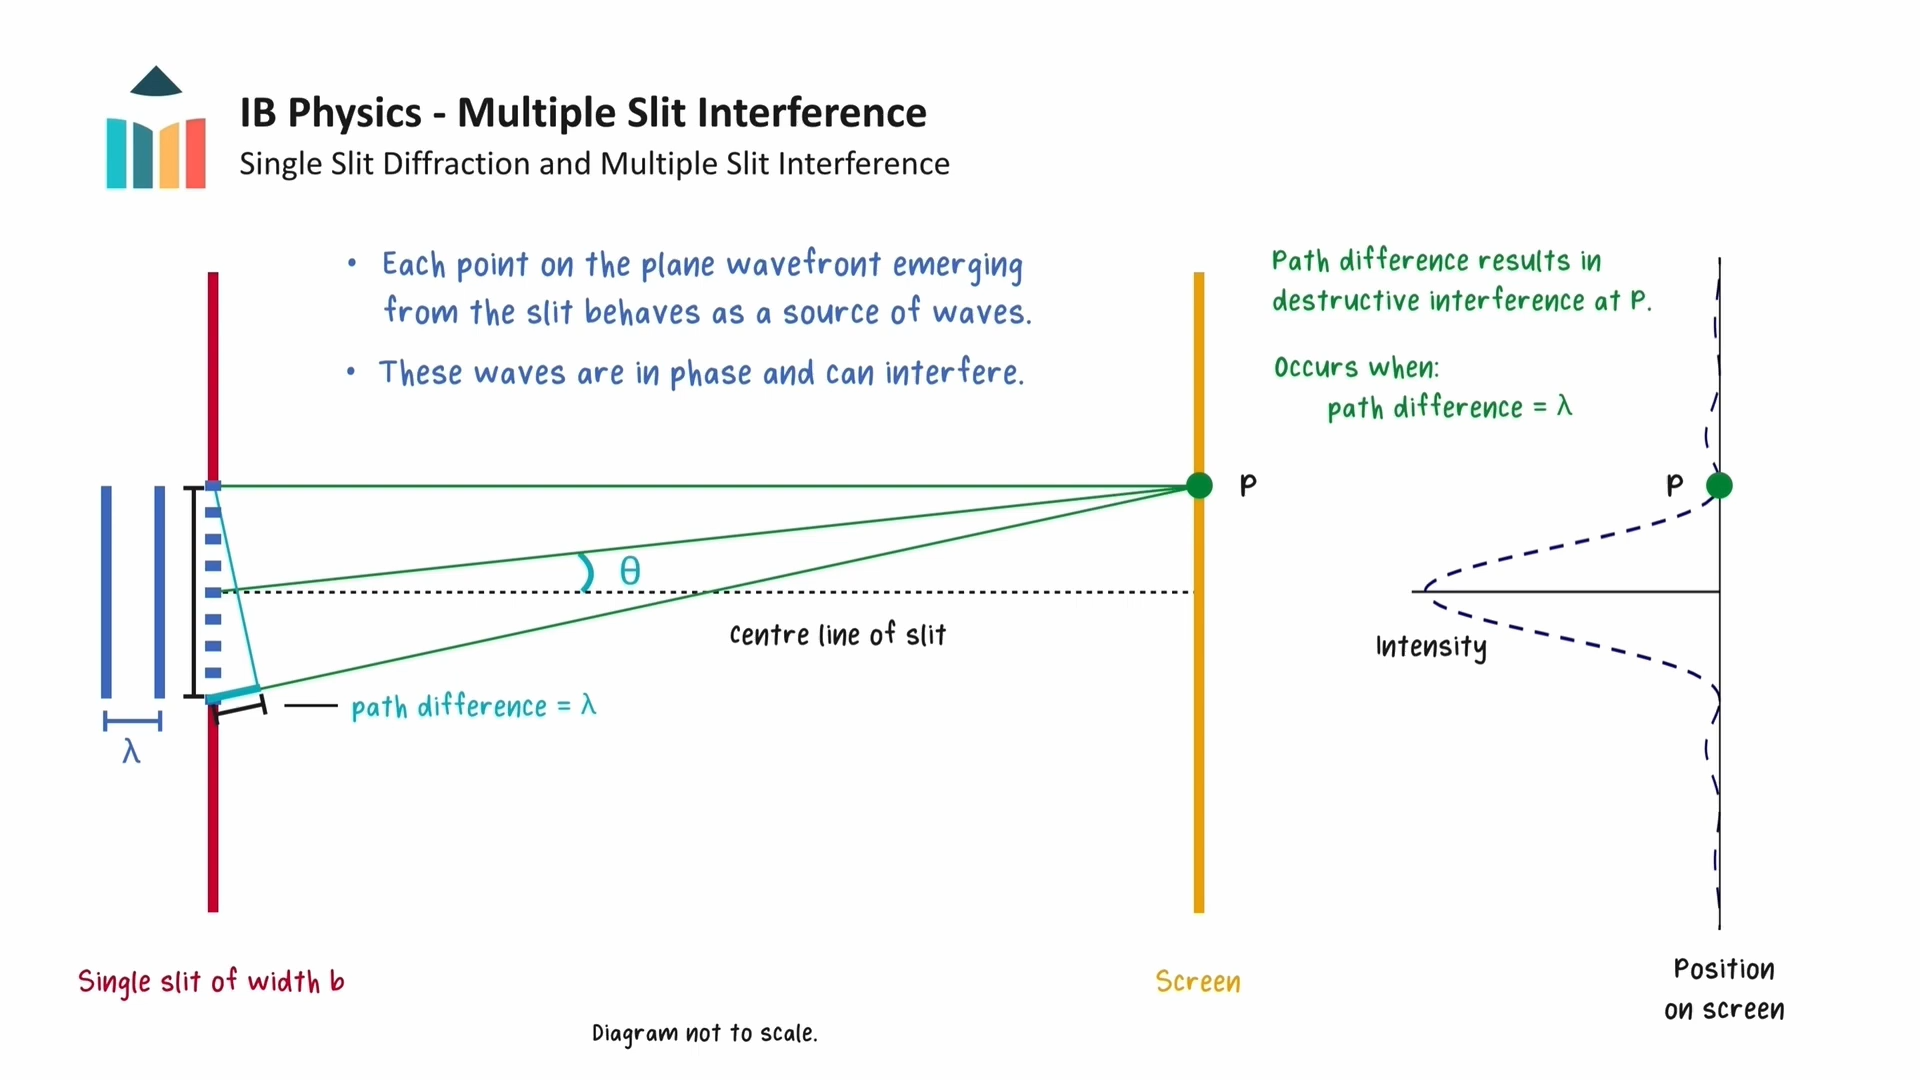 IB Physics - Multiple Slit Interference
Single Slit Diffraction and Multiple Slit Interference
• Each point on the plane wavefront emerging
from the slit behaves as a source of waves.
• These waves are in phase and can interfere.
Path difference results in
destructive interference at P.
Occurs when:
path difference = λ
P
P
θ
centre line of slit
Intensity
path difference = λ
λ
Single slit of width b
Screen
Position
on screen
Diagram not to scale.